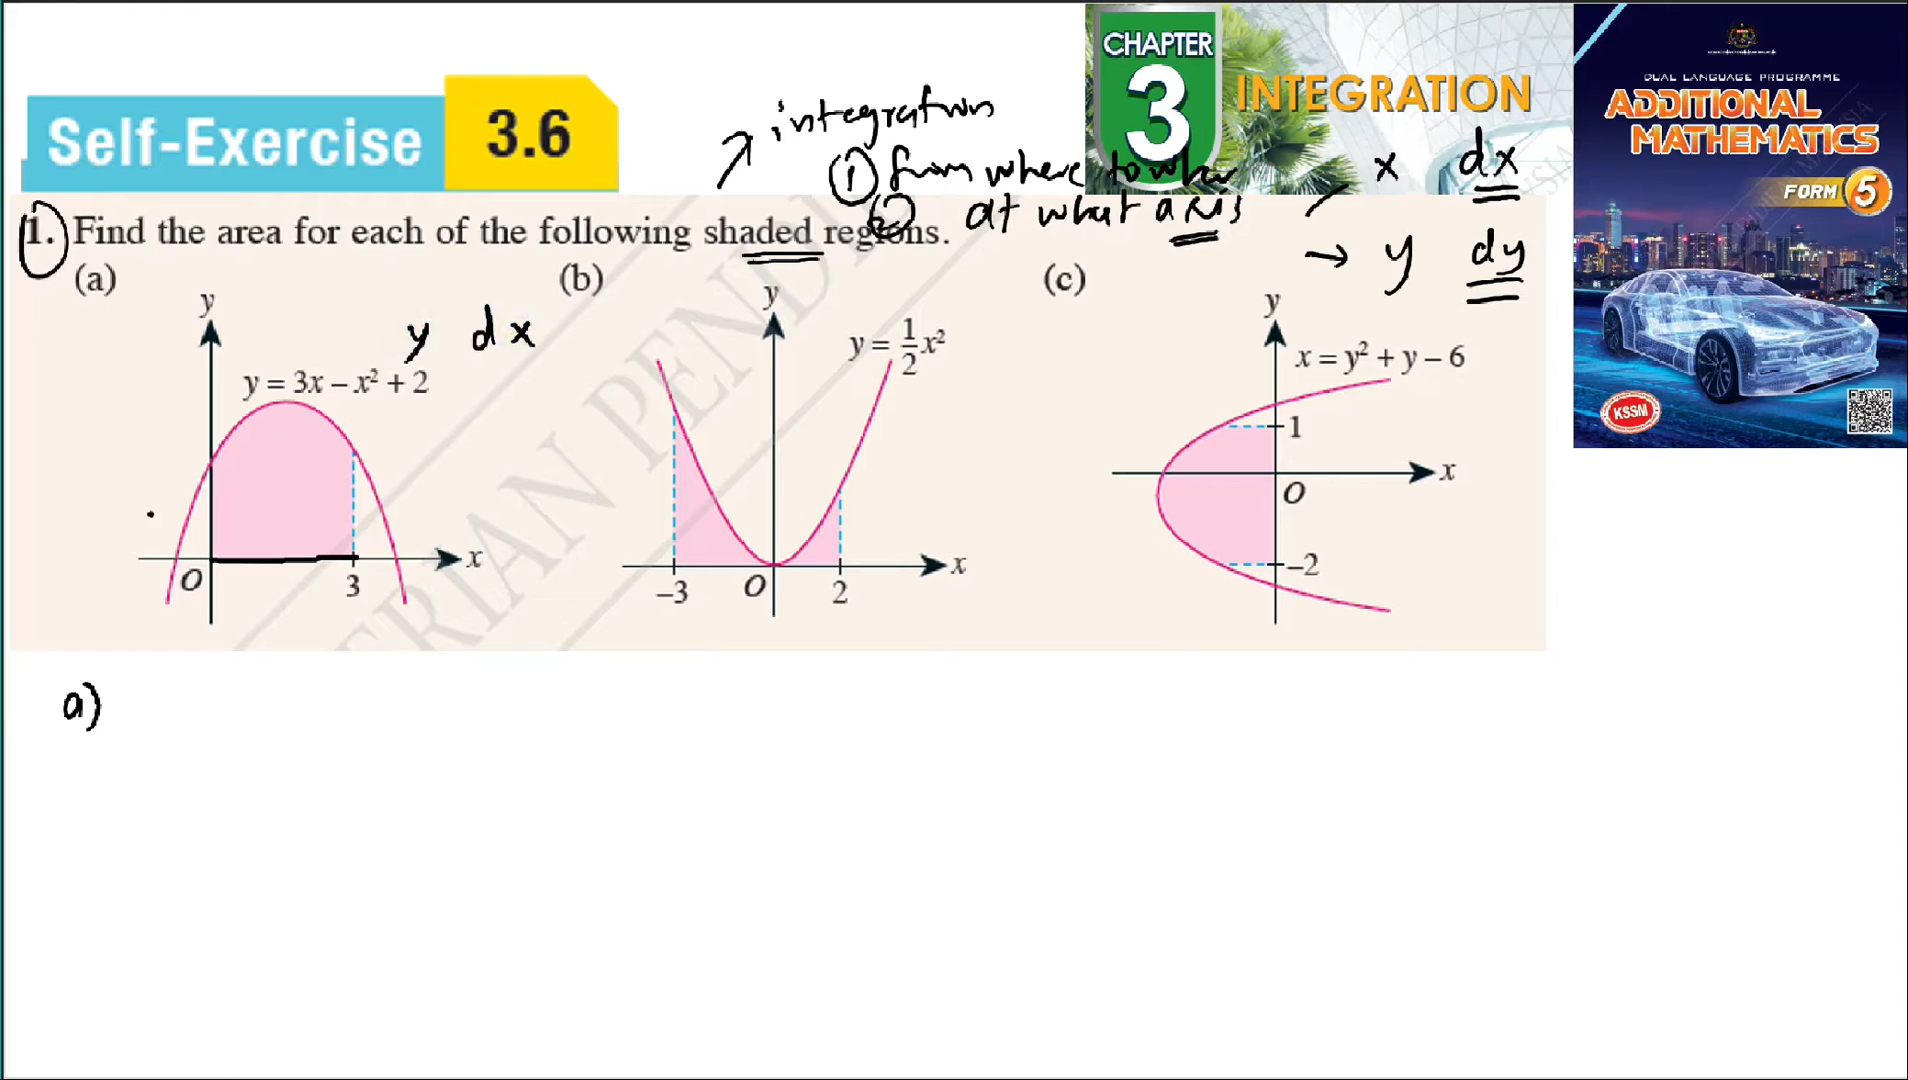 CHAPTER
3
INTEGRATION
DUAL LANGUAGE PROGRAMME
ADDITIONAL
MATHEMATICS
FORM 5
KSSM
Self-Exercise 3.6
integration
① from where to
② at what axis
x dx
→ y dy
1. Find the area for each of the following shaded regions.
(a)
y
y dx
y = 3x – x² + 2
O
3
x
(b)
y
y = 1/2 x²
–3
O
2
x
(c)
y
x = y² + y – 6
1
x
O
–2
a)